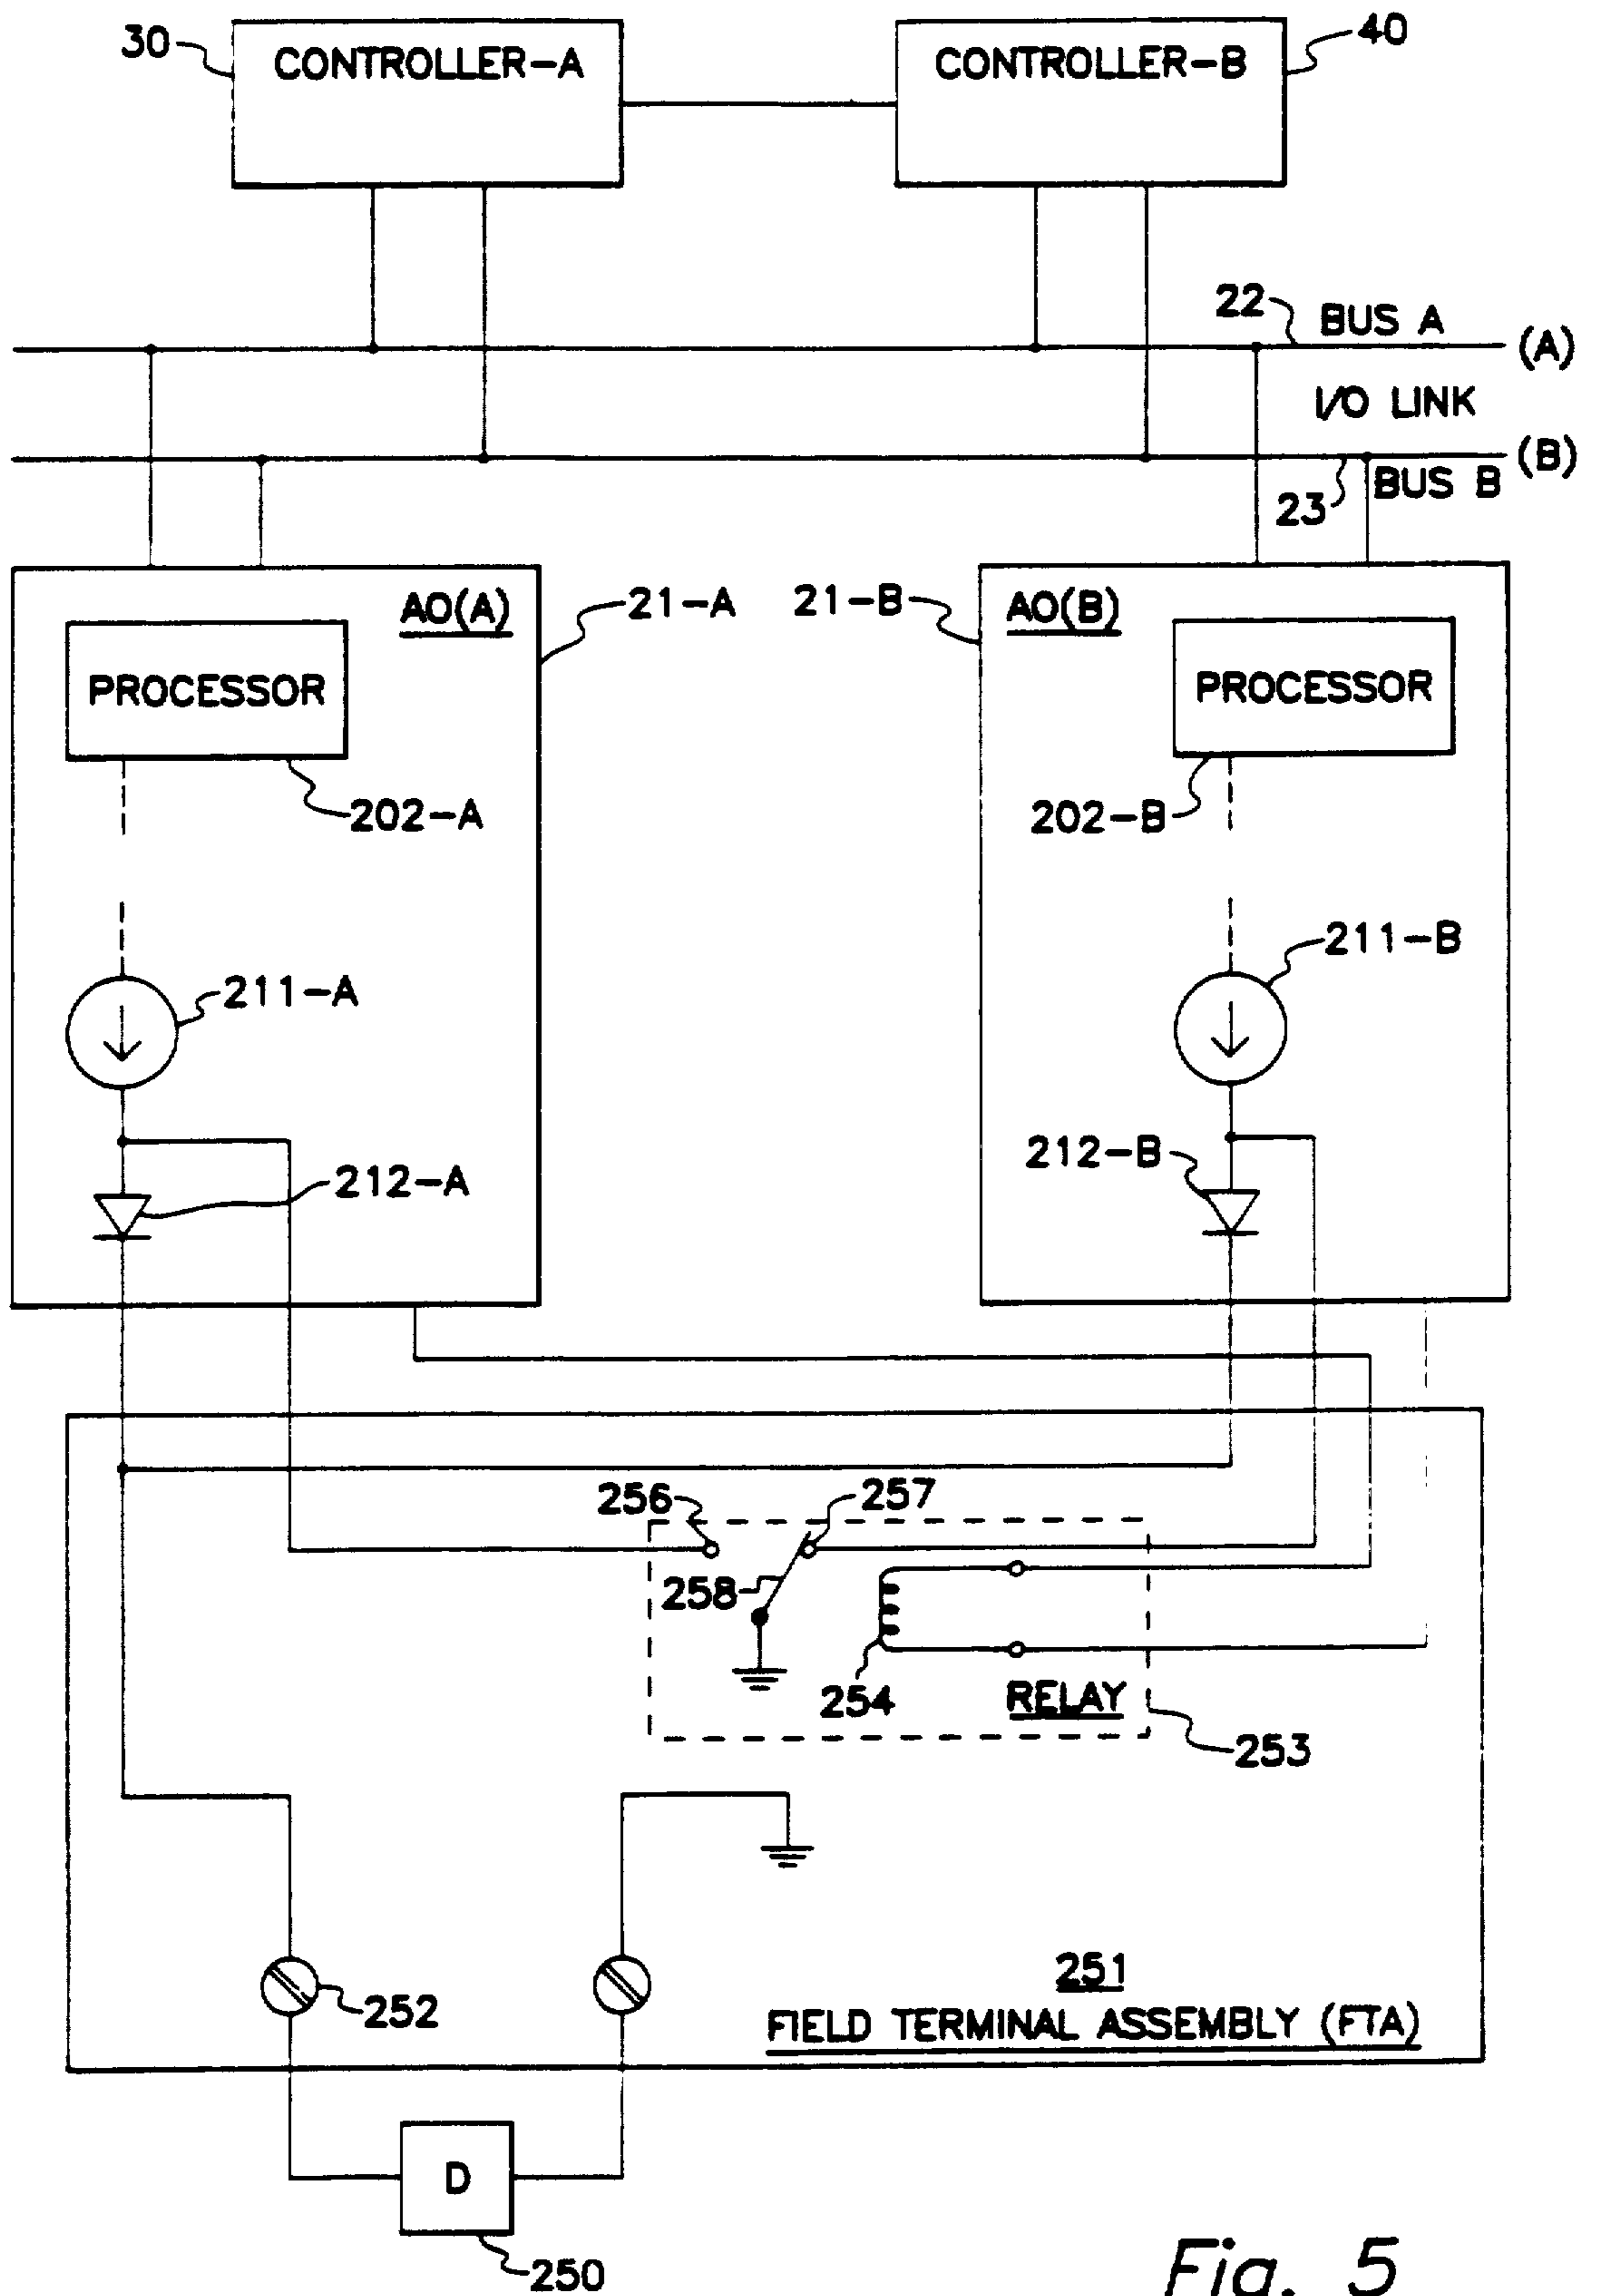 30
CONTROLLER-A
CONTROLLER-B
40
22
BUS A
(A)
I/O LINK
(B)
23
BUS B
AO(A)
21-A
21-B
AO(B)
PROCESSOR
PROCESSOR
202-A
202-B
211-A
211-B
212-A
212-B
256
257
258
254
RELAY
253
252
251
FIELD TERMINAL ASSEMBLY (FTA)
D
250
Fig. 5